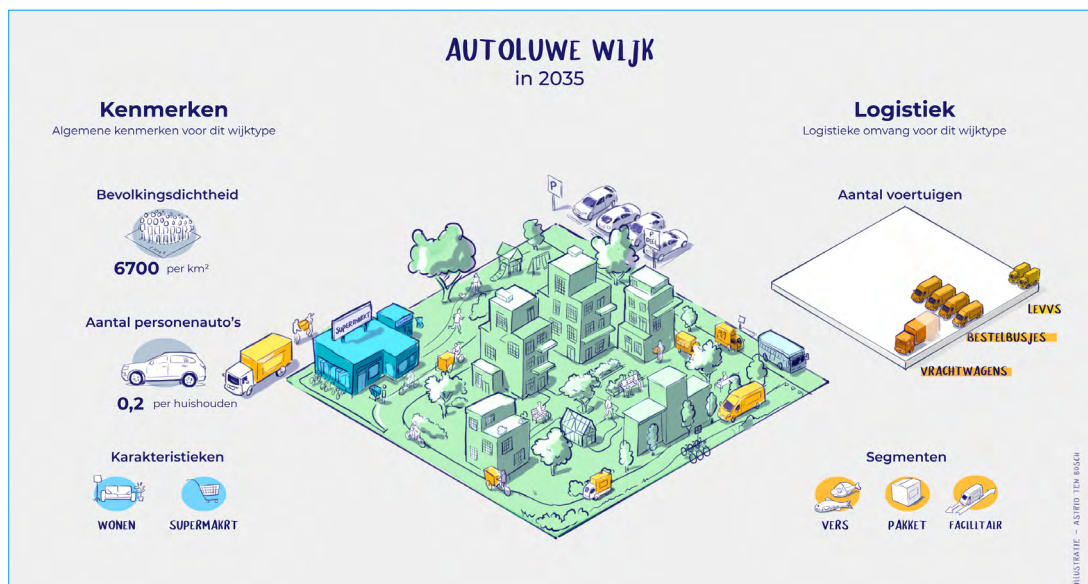 AUTOLUWE WIJK
in 2035
Kenmerken
Algemene kenmerken voor dit wijktype
Bevolkingsdichtheid
6700 per km²
Aantal personenauto's
0,2 per huishouden
Karakteristieken
WONEN
SUPERMAKRT
P
P
DEEL
SUPERMARKT
Logistiek
Logistieke omvang voor dit wijktype
Aantal voertuigen
LEVVS
BESTELBUSJES
VRACHTWAGENS
Segmenten
VERS
PAKKET
FACILITAIR
ILLUSTRATIE - ASTRID TEN BOSCH